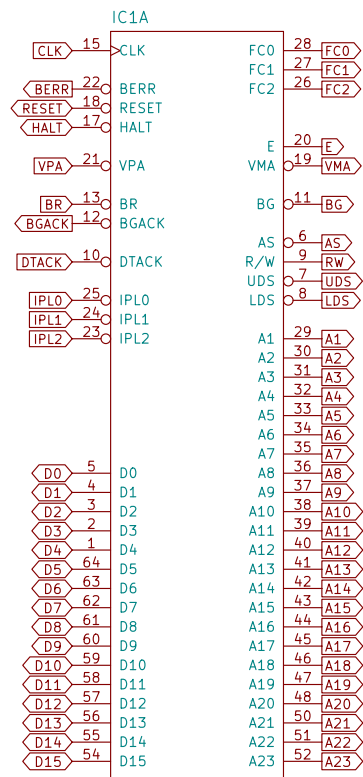 IC1A
CLK 15 CLK FC0 28 FC0
FC1 27 FC1
BERR 22 BERR FC2 26 FC2
RESET 18 RESET
HALT 17 HALT
E 20 E
VPA 21 VPA VMA 19 VMA
BR 13 BR BG 11 BG
BGACK 12 BGACK
AS 6 AS
DTACK 10 DTACK R/W 9 RW
UDS 7 UDS
IPL0 25 IPL0 LDS 8 LDS
IPL1 24 IPL1
IPL2 23 IPL2 A1 29 A1
A2 30 A2
A3 31 A3
A4 32 A4
A5 33 A5
A6 34 A6
A7 35 A7
D0 5 D0 A8 36 A8
D1 4 D1 A9 37 A9
D2 3 D2 A10 38 A10
D3 2 D3 A11 39 A11
D4 1 D4 A12 40 A12
D5 64 D5 A13 41 A13
D6 63 D6 A14 42 A14
D7 62 D7 A15 43 A15
D8 61 D8 A16 44 A16
D9 60 D9 A17 45 A17
D10 59 D10 A18 46 A18
D11 58 D11 A19 47 A19
D12 57 D12 A20 48 A20
D13 56 D13 A21 50 A21
D14 55 D14 A22 51 A22
D15 54 D15 A23 52 A23